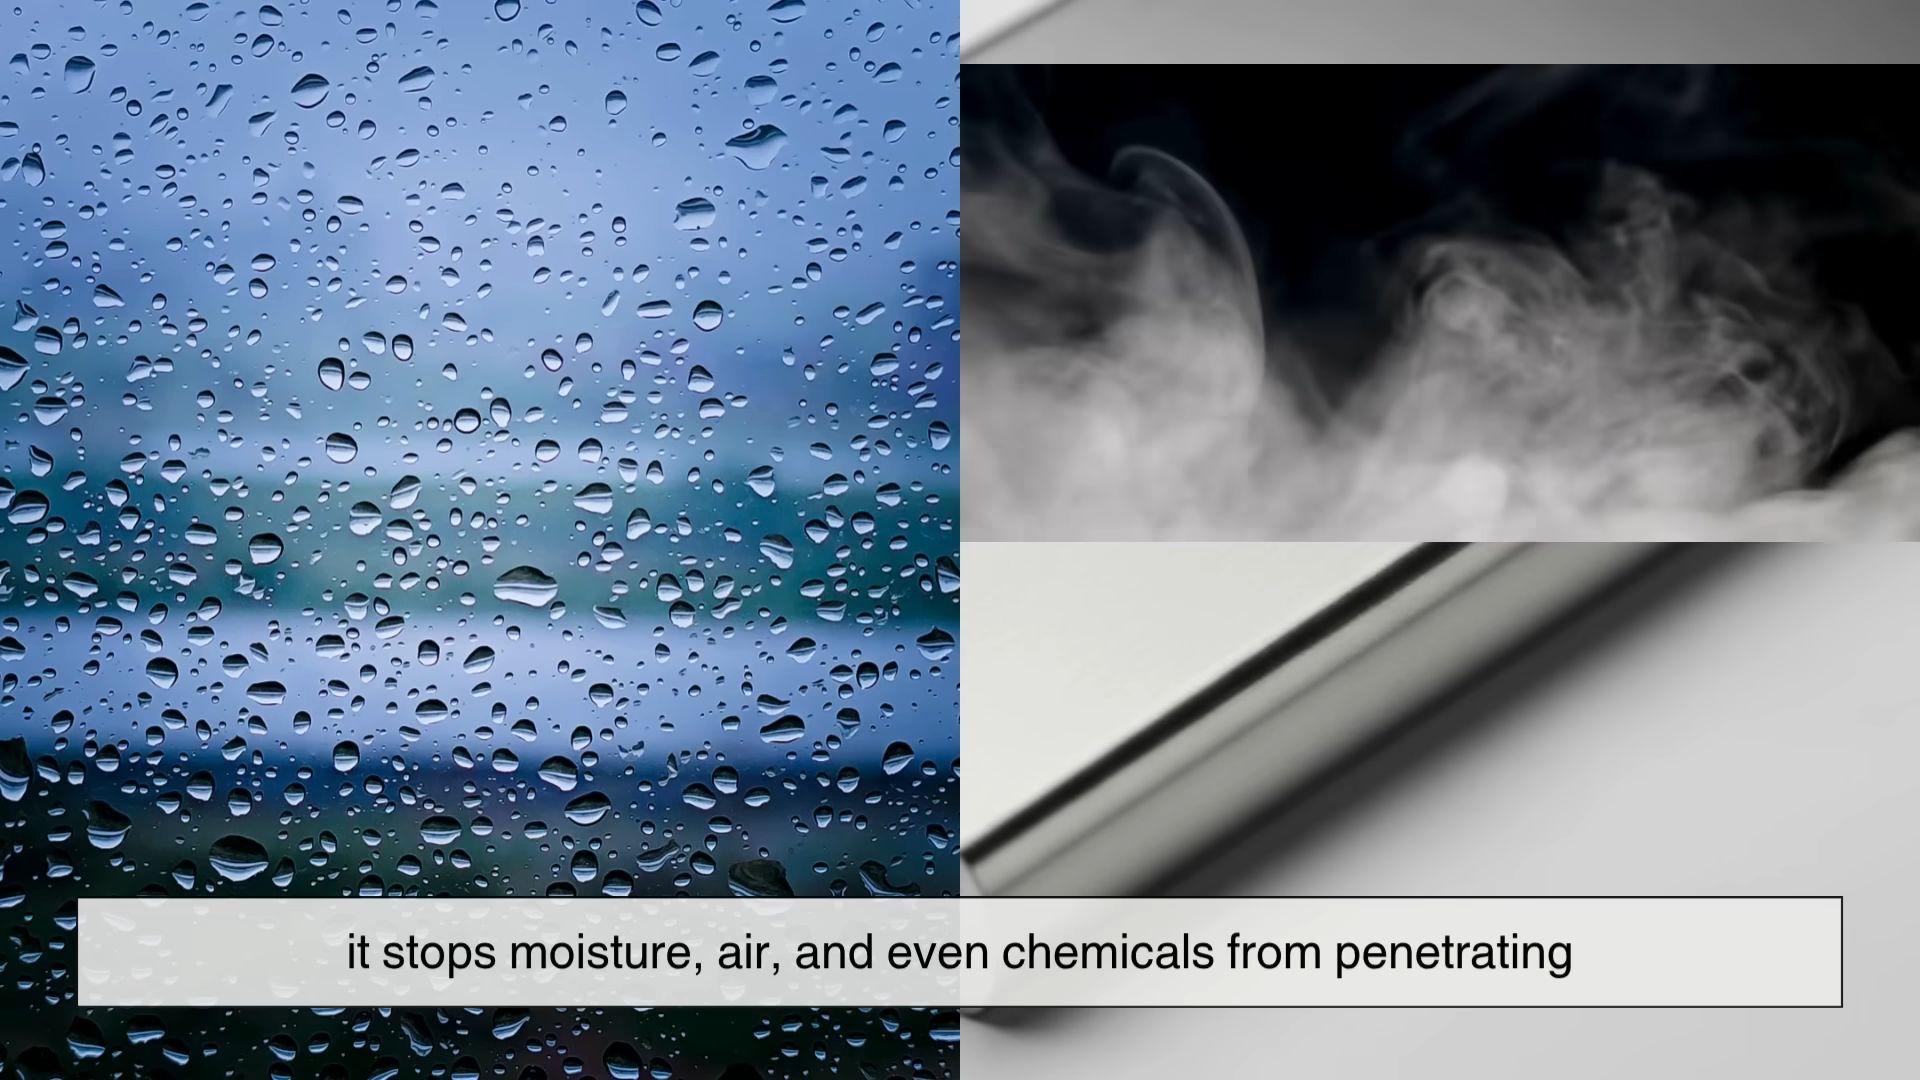 it stops moisture, air, and even chemicals from penetrating